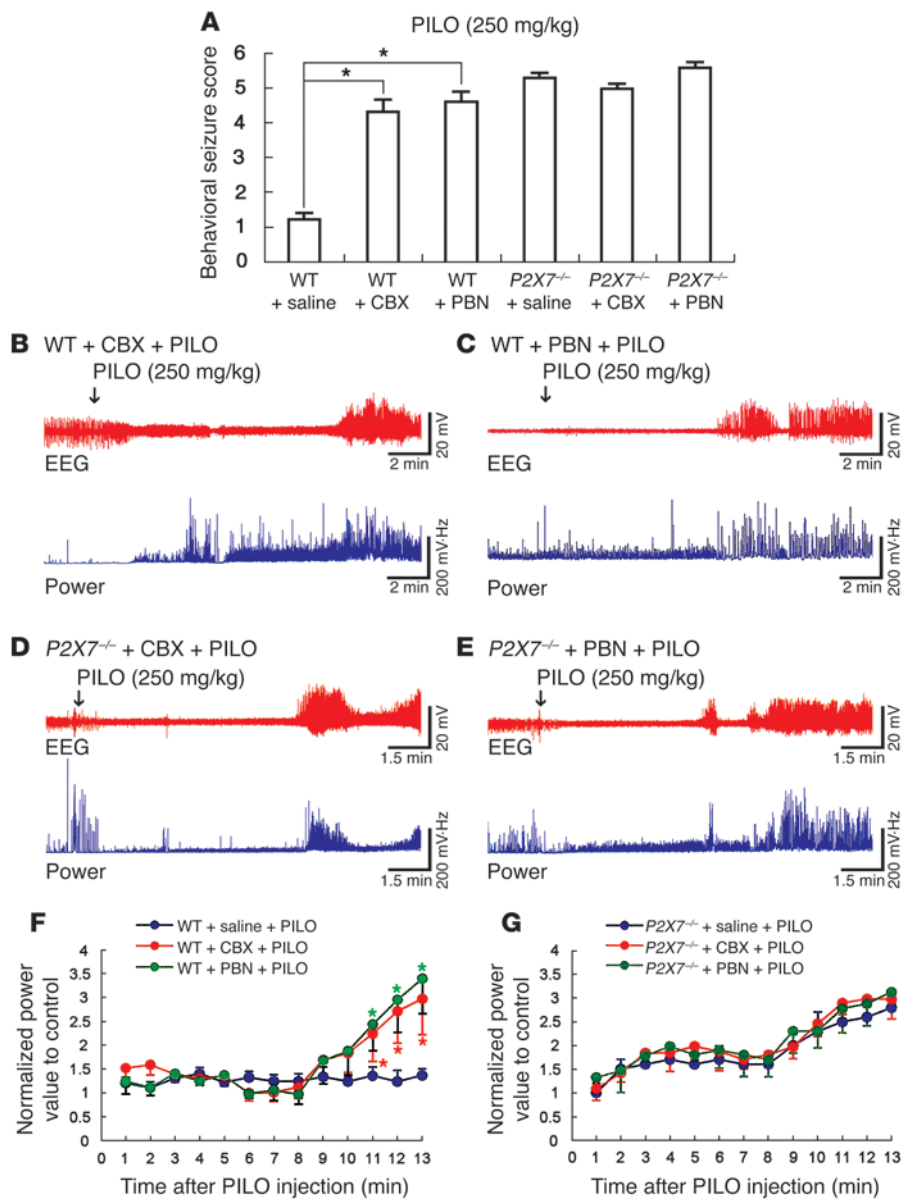 A PILO (250 mg/kg)
Behavioral seizure score
6
5
4
3
2
1
0
* *
WT + saline
WT + CBX
WT + PBN
P2X7−/− + saline
P2X7−/− + CBX
P2X7−/− + PBN
B WT + CBX + PILO
PILO (250 mg/kg)
EEG
20 mV
2 min
Power
200 mV·Hz
2 min
C WT + PBN + PILO
PILO (250 mg/kg)
EEG
20 mV
2 min
Power
200 mV·Hz
2 min
D P2X7−/− + CBX + PILO
PILO (250 mg/kg)
EEG
20 mV
1.5 min
Power
200 mV·Hz
1.5 min
E P2X7−/− + PBN + PILO
PILO (250 mg/kg)
EEG
20 mV
1.5 min
Power
200 mV·Hz
1.5 min
F
WT + saline + PILO
WT + CBX + PILO
WT + PBN + PILO
Normalized power
value to control
4
3.5
3
2.5
2
1.5
1
0.5
0
* * *
* * *
0 1 2 3 4 5 6 7 8 9 10 11 12 13
Time after PILO injection (min)
G
P2X7−/− + saline + PILO
P2X7−/− + CBX + PILO
P2X7−/− + PBN + PILO
Normalized power
value to control
4
3.5
3
2.5
2
1.5
1
0.5
0
0 1 2 3 4 5 6 7 8 9 10 11 12 13
Time after PILO injection (min)